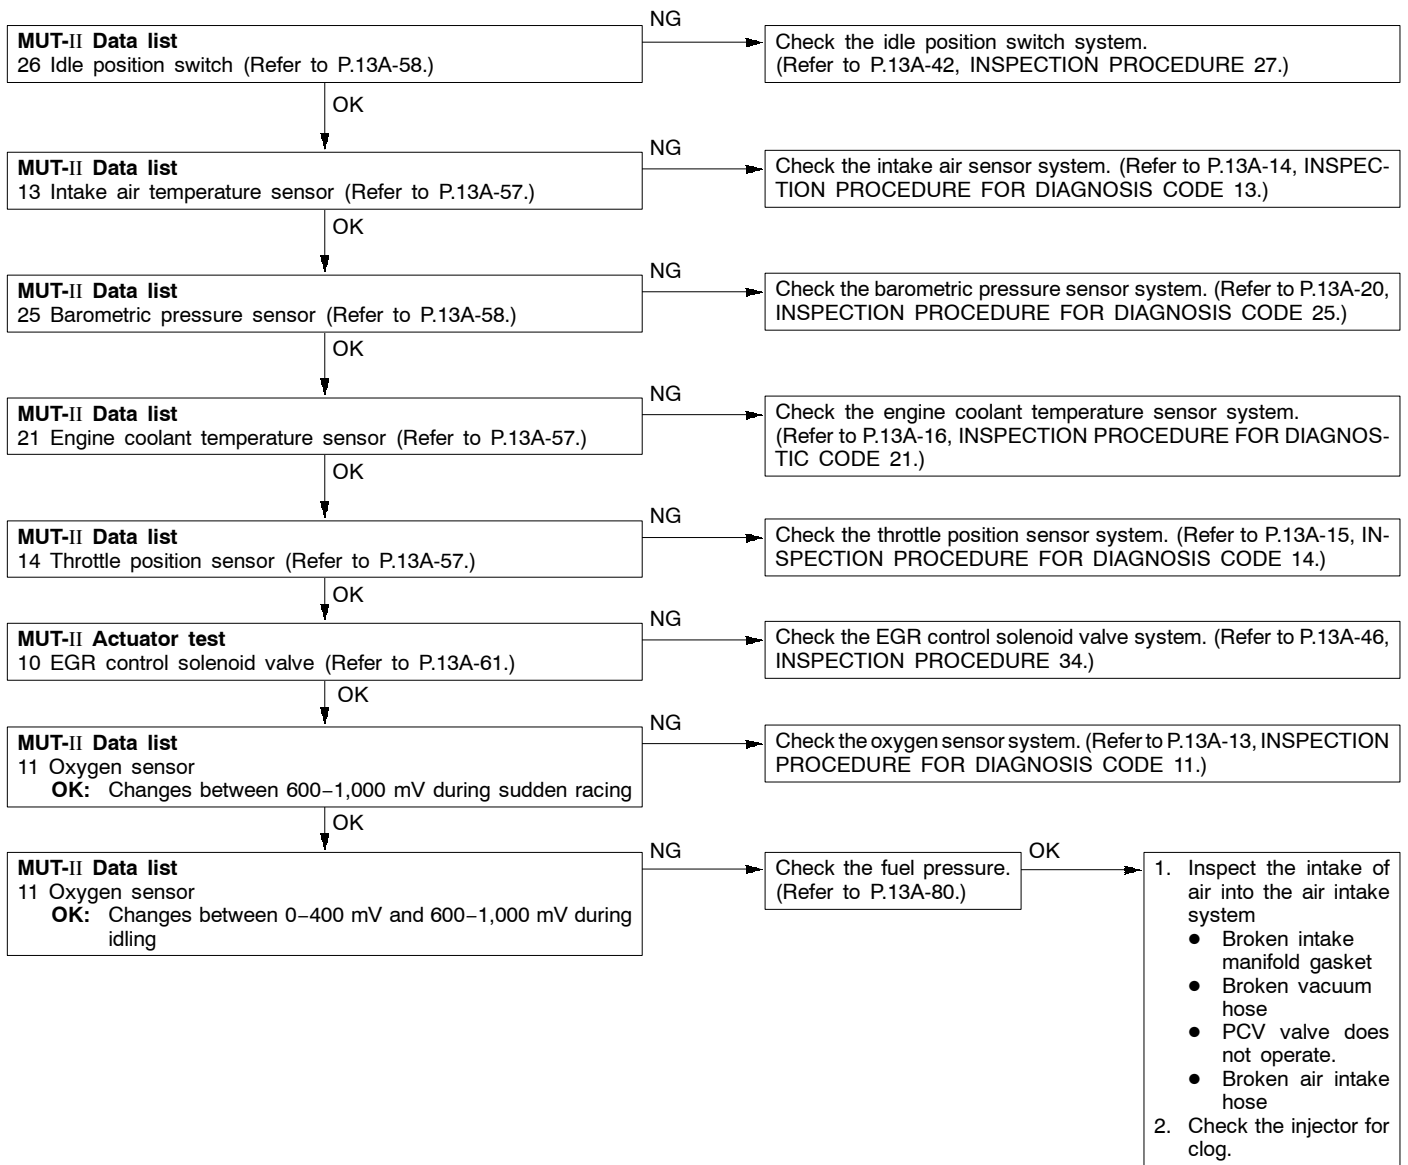 NG
MUT-II Data list
26 Idle position switch (Refer to P.13A-58.)
Check the idle position switch system.
(Refer to P.13A-42, INSPECTION PROCEDURE 27.)
OK
NG
MUT-II Data list
13 Intake air temperature sensor (Refer to P.13A-57.)
Check the intake air sensor system. (Refer to P.13A-14, INSPEC-
TION PROCEDURE FOR DIAGNOSIS CODE 13.)
OK
NG
MUT-II Data list
25 Barometric pressure sensor (Refer to P.13A-58.)
Check the barometric pressure sensor system. (Refer to P.13A-20,
INSPECTION PROCEDURE FOR DIAGNOSIS CODE 25.)
OK
NG
MUT-II Data list
21 Engine coolant temperature sensor (Refer to P.13A-57.)
Check the engine coolant temperature sensor system.
(Refer to P.13A-16, INSPECTION PROCEDURE FOR DIAGNOS-
TIC CODE 21.)
OK
NG
MUT-II Data list
14 Throttle position sensor (Refer to P.13A-57.)
Check the throttle position sensor system. (Refer to P.13A-15, IN-
SPECTION PROCEDURE FOR DIAGNOSIS CODE 14.)
OK
NG
MUT-II Actuator test
10 EGR control solenoid valve (Refer to P.13A-61.)
Check the EGR control solenoid valve system. (Refer to P.13A-46,
INSPECTION PROCEDURE 34.)
OK
NG
MUT-II Data list
11 Oxygen sensor
OK: Changes between 600–1,000 mV during sudden racing
Check the oxygen sensor system. (Refer to P.13A-13, INSPECTION
PROCEDURE FOR DIAGNOSIS CODE 11.)
OK
NG
MUT-II Data list
11 Oxygen sensor
OK: Changes between 0–400 mV and 600–1,000 mV during
idling
Check the fuel pressure.
(Refer to P.13A-80.)
OK
1. Inspect the intake of
air into the air intake
system
● Broken intake
manifold gasket
● Broken vacuum
hose
● PCV valve does
not operate.
● Broken air intake
hose
2. Check the injector for
clog.